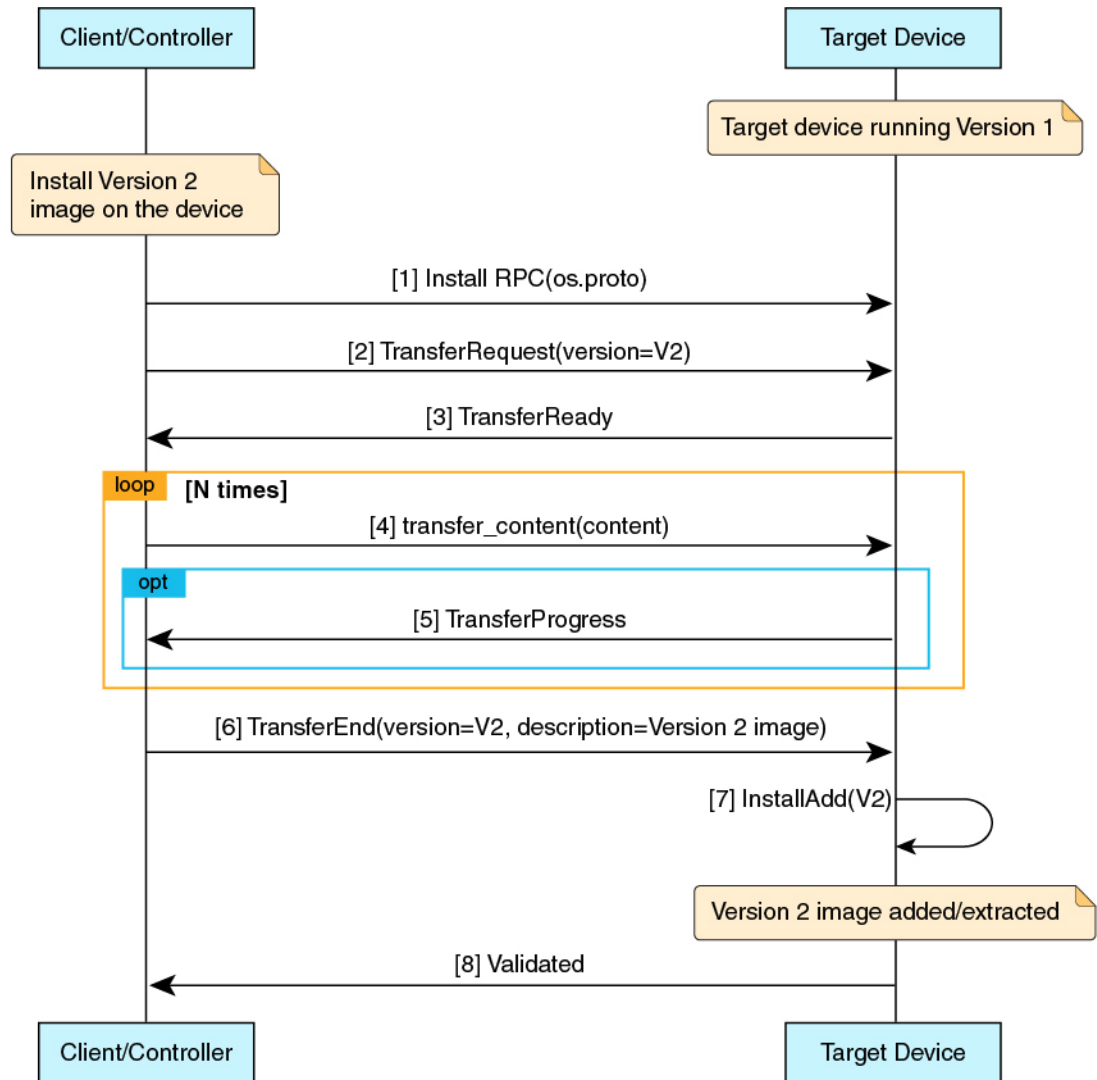 Client/Controller
Target Device
Target device running Version 1
Install Version 2
image on the device
[1] Install RPC(os.proto)
[2] TransferRequest(version=V2)
[3] TransferReady
loop
[N times]
[4] transfer_content(content)
opt
[5] TransferProgress
[6] TransferEnd(version=V2, description=Version 2 image)
[7] InstallAdd(V2)
Version 2 image added/extracted
[8] Validated
Client/Controller
Target Device